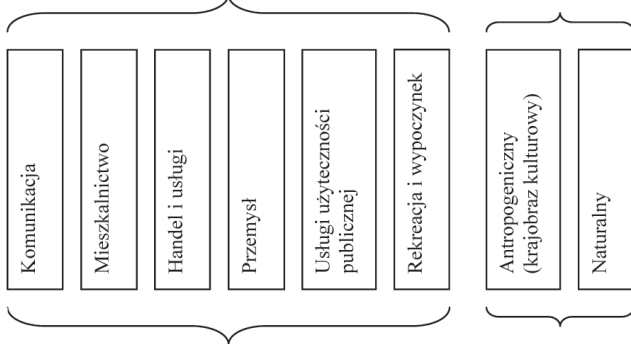 Komunikacja
Mieszkalnictwo
Handel i usługi
Przemysł
Usługi użyteczności
publicznej
Rekreacja i wypoczynek
Antropogeniczny
(krajobraz kulturowy)
Naturalny